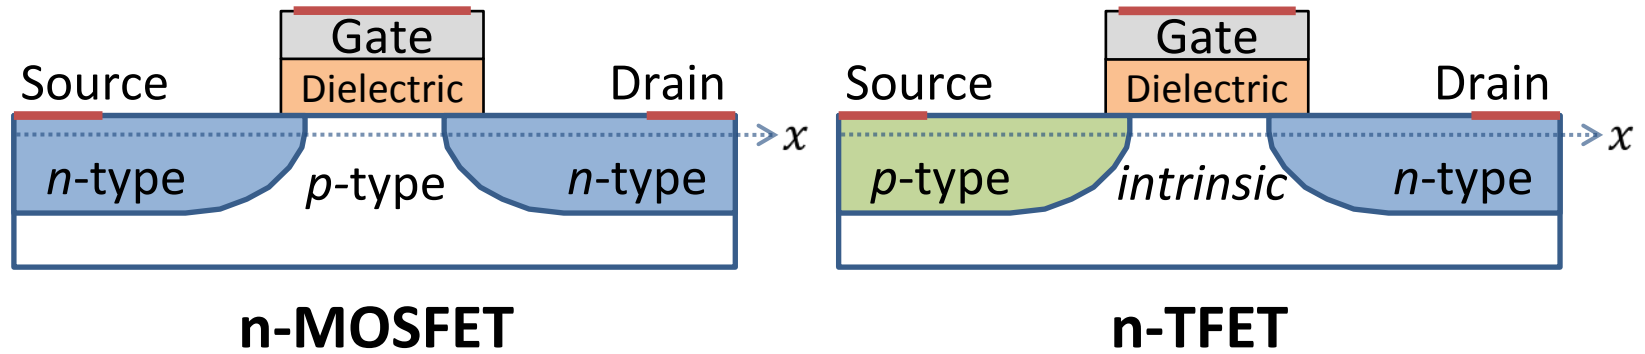 Gate
Dielectric
Source
Drain
x
n-type
p-type
n-type
n-MOSFET
Gate
Dielectric
Source
Drain
x
p-type
intrinsic
n-type
n-TFET